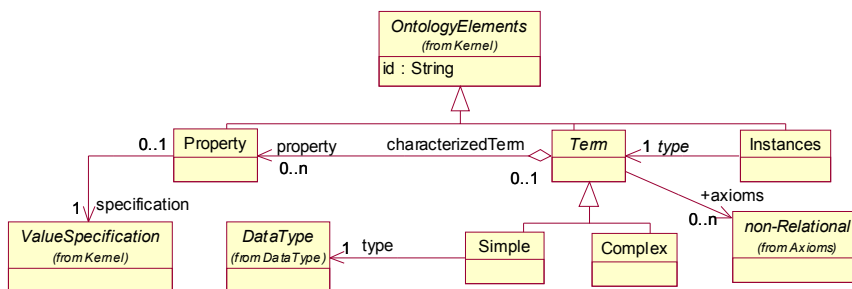 OntologyElements
(from Kernel)
id : String
Property
0..1
property
0..n
characterizedTerm
0..1
Term
1 type
Instances
1
specification
+axioms
0..n
ValueSpecification
(from Kernel)
DataType
(from DataType)
1 type
Simple
Complex
non-Relational
(from Axioms)